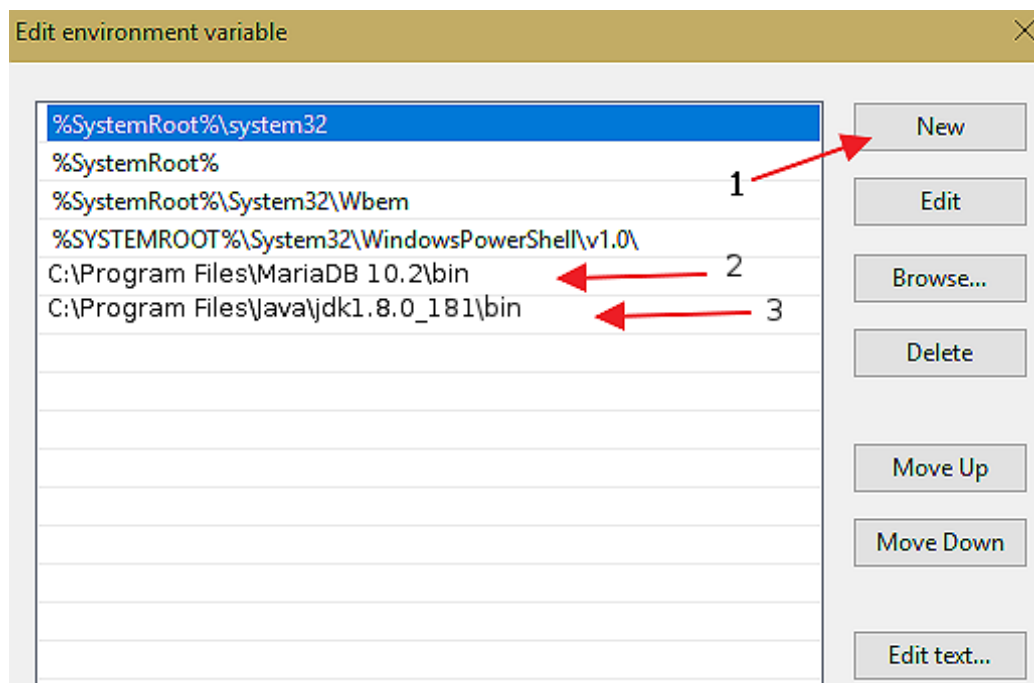 Edit environment variable
%SystemRoot%\system32
New
%SystemRoot%
1
%SystemRoot%\System32\Wbem
Edit
%SYSTEMROOT%\System32\WindowsPowerShell\v1.0\
C:\Program Files\MariaDB 10.2\bin
2
Browse...
C:\Program Files\Java\jdk1.8.0_181\bin
3
Delete
Move Up
Move Down
Edit text...